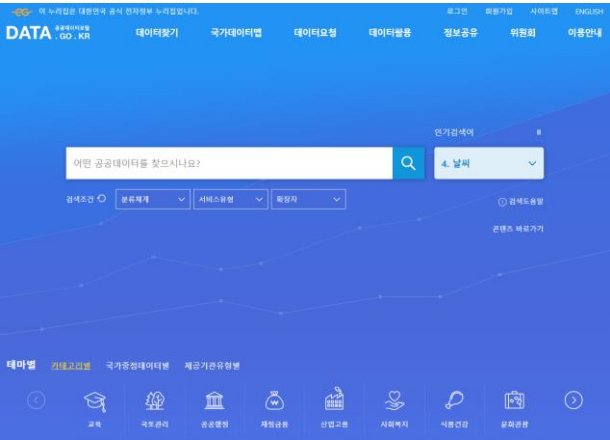 이 누리집은 대한민국 공식 전자정부 누리집입니다.
로그인 회원가입 사이트맵 ENGLISH
DATA 공공데이터포털 .GO.KR
데이터찾기 국가데이터맵 데이터요청 데이터활용 정보공유 위원회 이용안내
인기검색어
어떤 공공데이터를 찾으시나요?
4. 날씨
검색조건 분류체계 서비스유형 확장자
검색도움말
콘텐츠 바로가기
테마별 카테고리별 국가중점데이터별 제공기관유형별
교육 국토관리 공공행정 재정금융 산업고용 사회복지 식품건강 문화관광